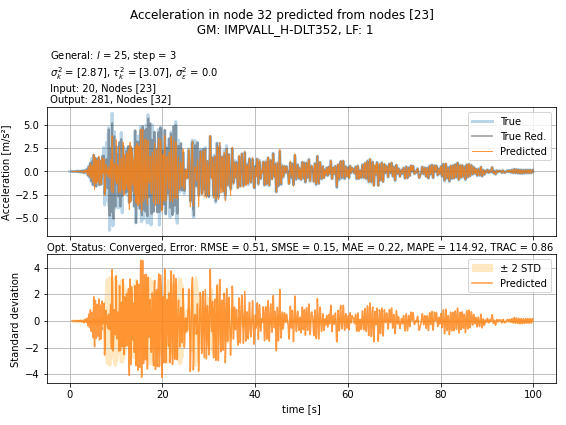 Acceleration in node 32 predicted from nodes [23]
GM: IMPVALL_H-DLT352, LF: 1
General: l = 25, step = 3
σ²ₖ = [2.87], τ²ₖ = [3.07], σ²ε = 0.0
Input: 20, Nodes [23]
Output: 281, Nodes [32]
5.0
2.5
0.0
−2.5
−5.0
Acceleration [m/s²]
True
True Red.
Predicted
Opt. Status: Converged, Error: RMSE = 0.51, SMSE = 0.15, MAE = 0.22, MAPE = 114.92, TRAC = 0.86
4
2
0
−2
−4
Standard deviation
± 2 STD
Predicted
0 20 40 60 80 100
time [s]